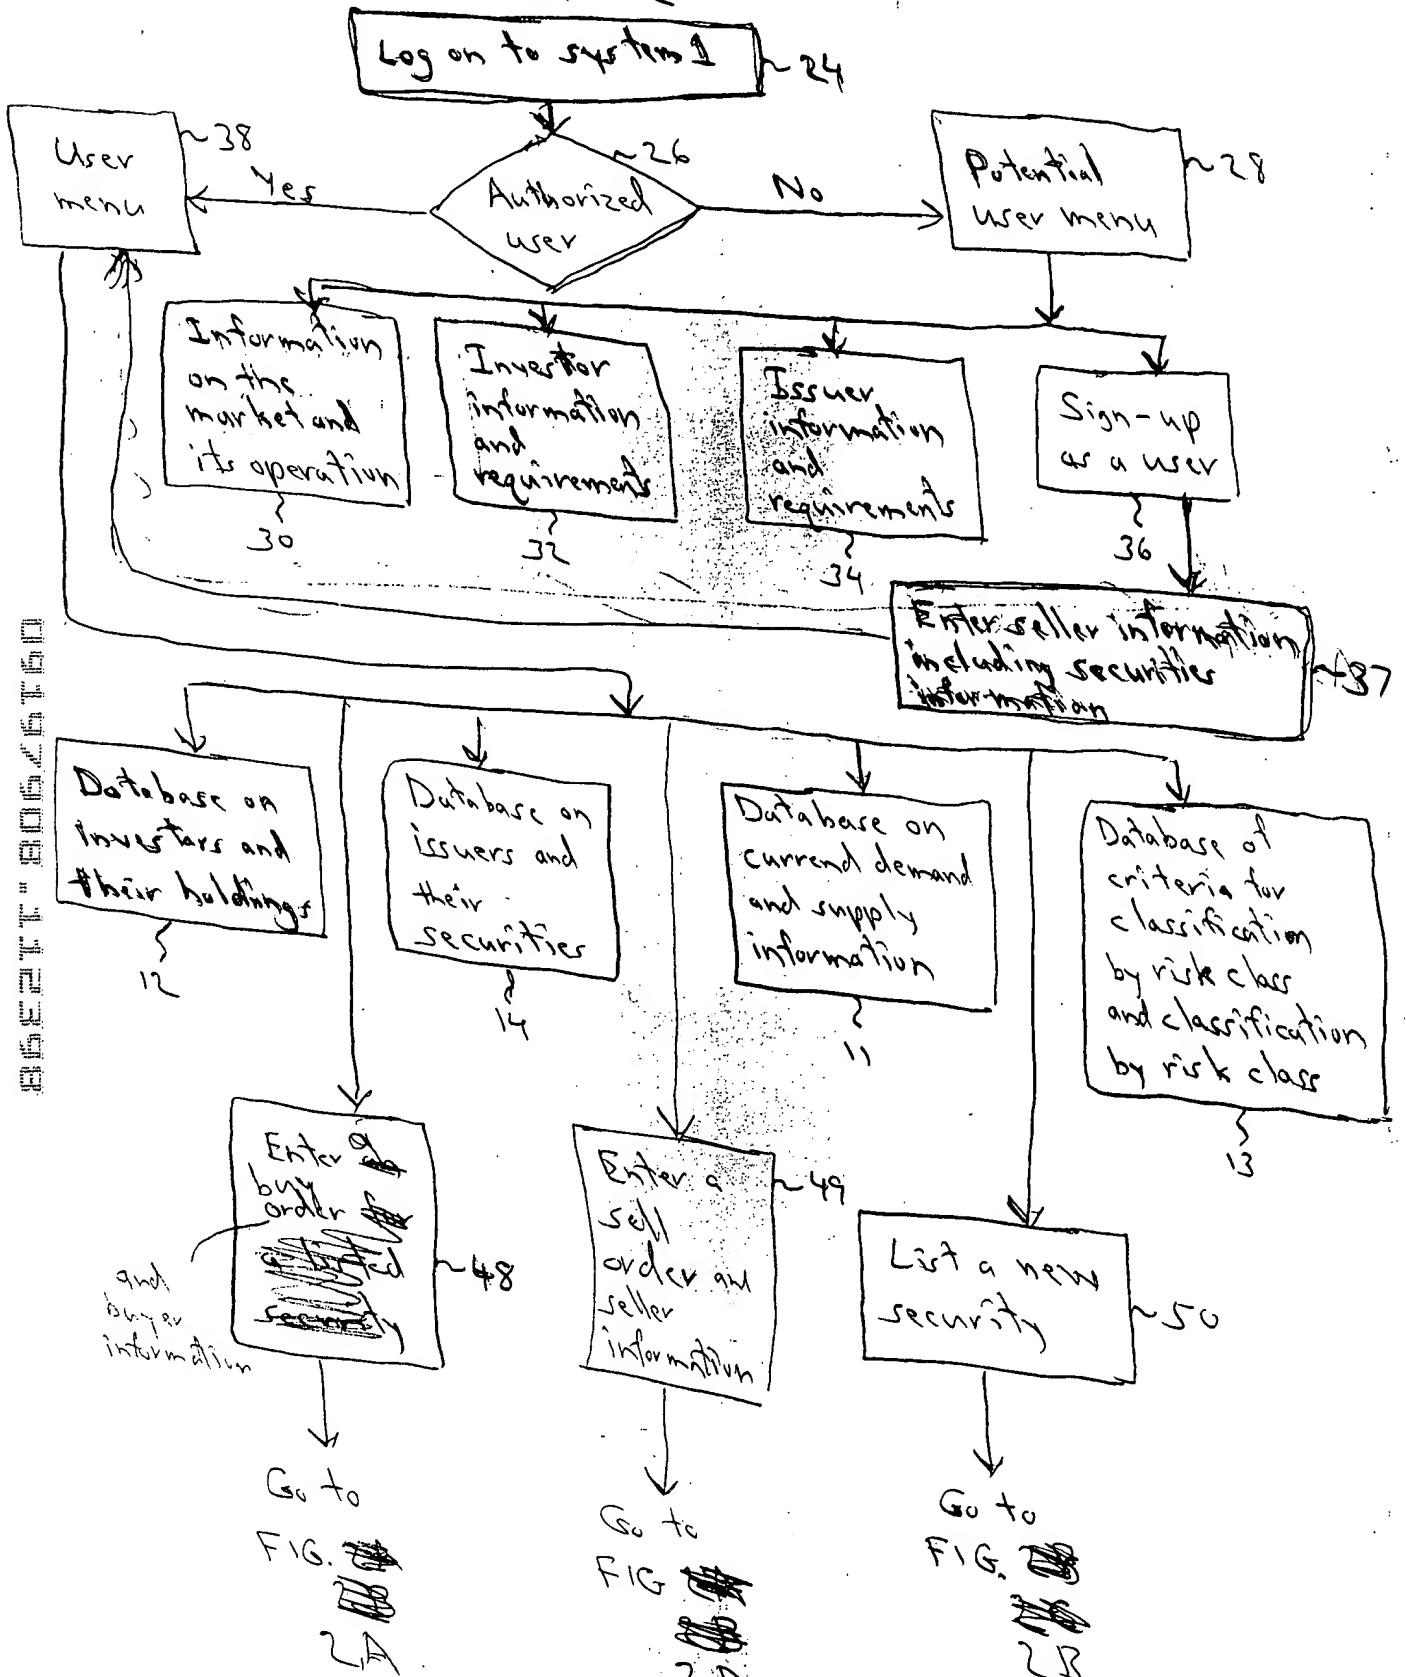 Log on to system 1
~24
User
menu
~38
Yes
Authorized
user
~26
No
Potential
user menu
~28
Information
on the
market and
its operation
30
Investor
information
and
requirements
32
Issuer
information
and
requirements
34
Sign-up
as a user
36
Enter seller information
including securities
information
37
Database on
investors and
their holdings
12
Database on
issuers and
their
securities
14
Database on
currend demand
and supply
information
11
Database of
criteria for
classification
by risk class
and classification
by risk class
13
Enter a
buy
order
a listed
security
~48
and
buyer
information
Enter a
sell
order and
seller
information
~49
List a new
security
~50
Go to
FIG.
2A
Go to
FIG
Go to
FIG.
2B